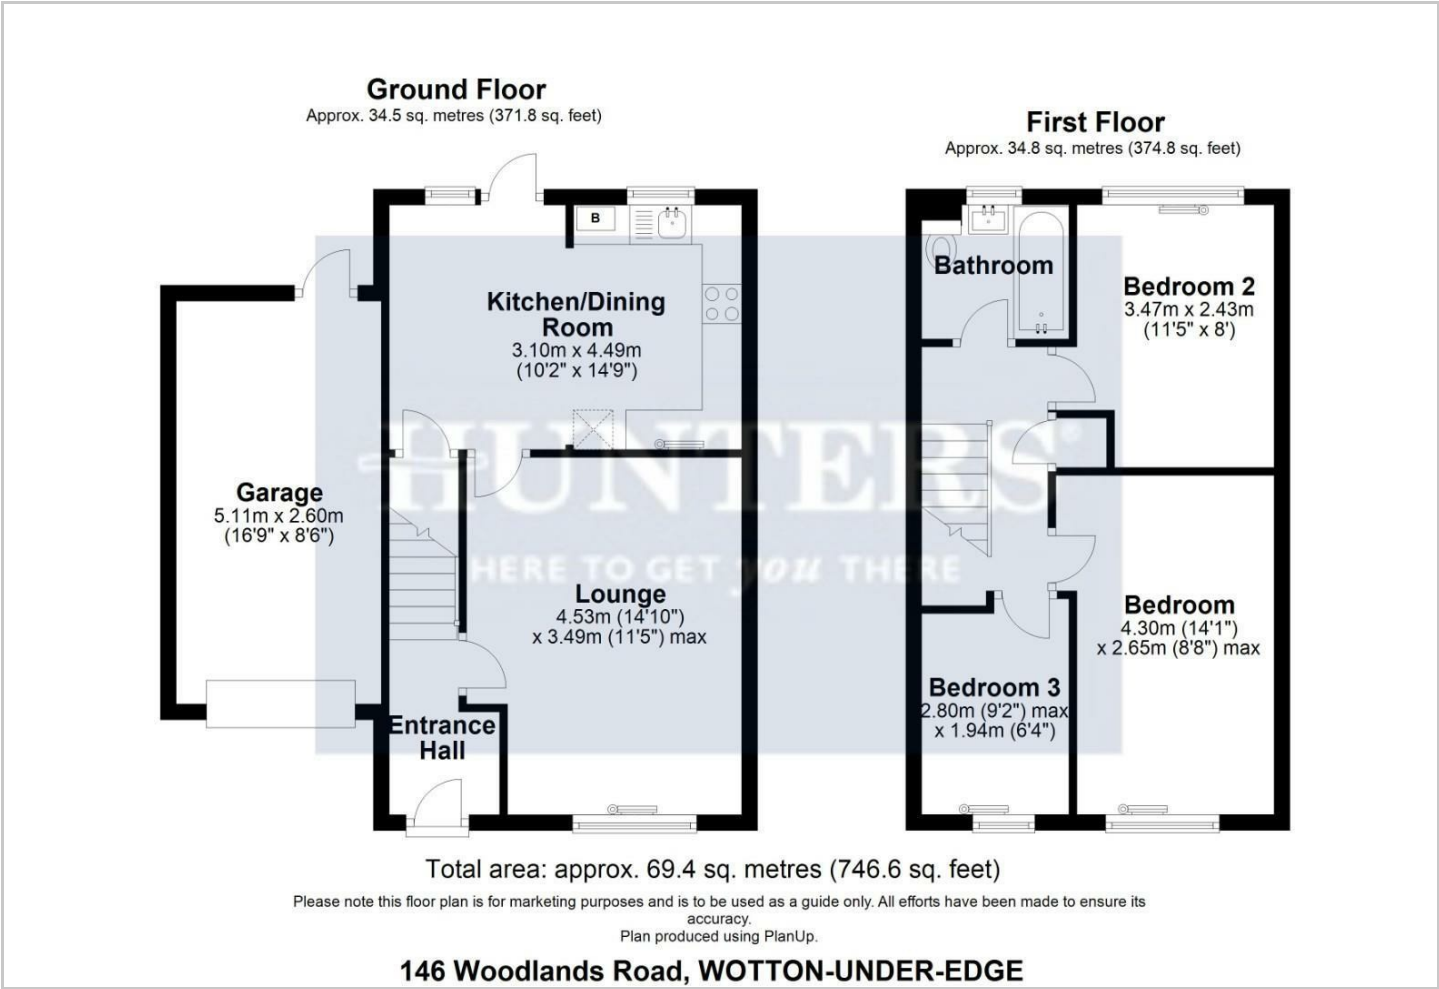 Ground Floor
Approx. 34.5 sq. metres (371.8 sq. feet)
B
Kitchen/Dining
Room
3.10m x 4.49m
(10'2" x 14'9")
Garage
5.11m x 2.60m
(16'9" x 8'6")
Lounge
4.53m (14'10")
x 3.49m (11'5") max
Entrance
Hall
First Floor
Approx. 34.8 sq. metres (374.8 sq. feet)
Bathroom
Bedroom 2
3.47m x 2.43m
(11'5" x 8')
Bedroom
4.30m (14'1")
x 2.65m (8'8") max
Bedroom 3
2.80m (9'2") max
x 1.94m (6'4")
HUNTERS®
HERE TO GET you THERE
Total area: approx. 69.4 sq. metres (746.6 sq. feet)
Please note this floor plan is for marketing purposes and is to be used as a guide only. All efforts have been made to ensure its
accuracy.
Plan produced using PlanUp.
146 Woodlands Road, WOTTON-UNDER-EDGE